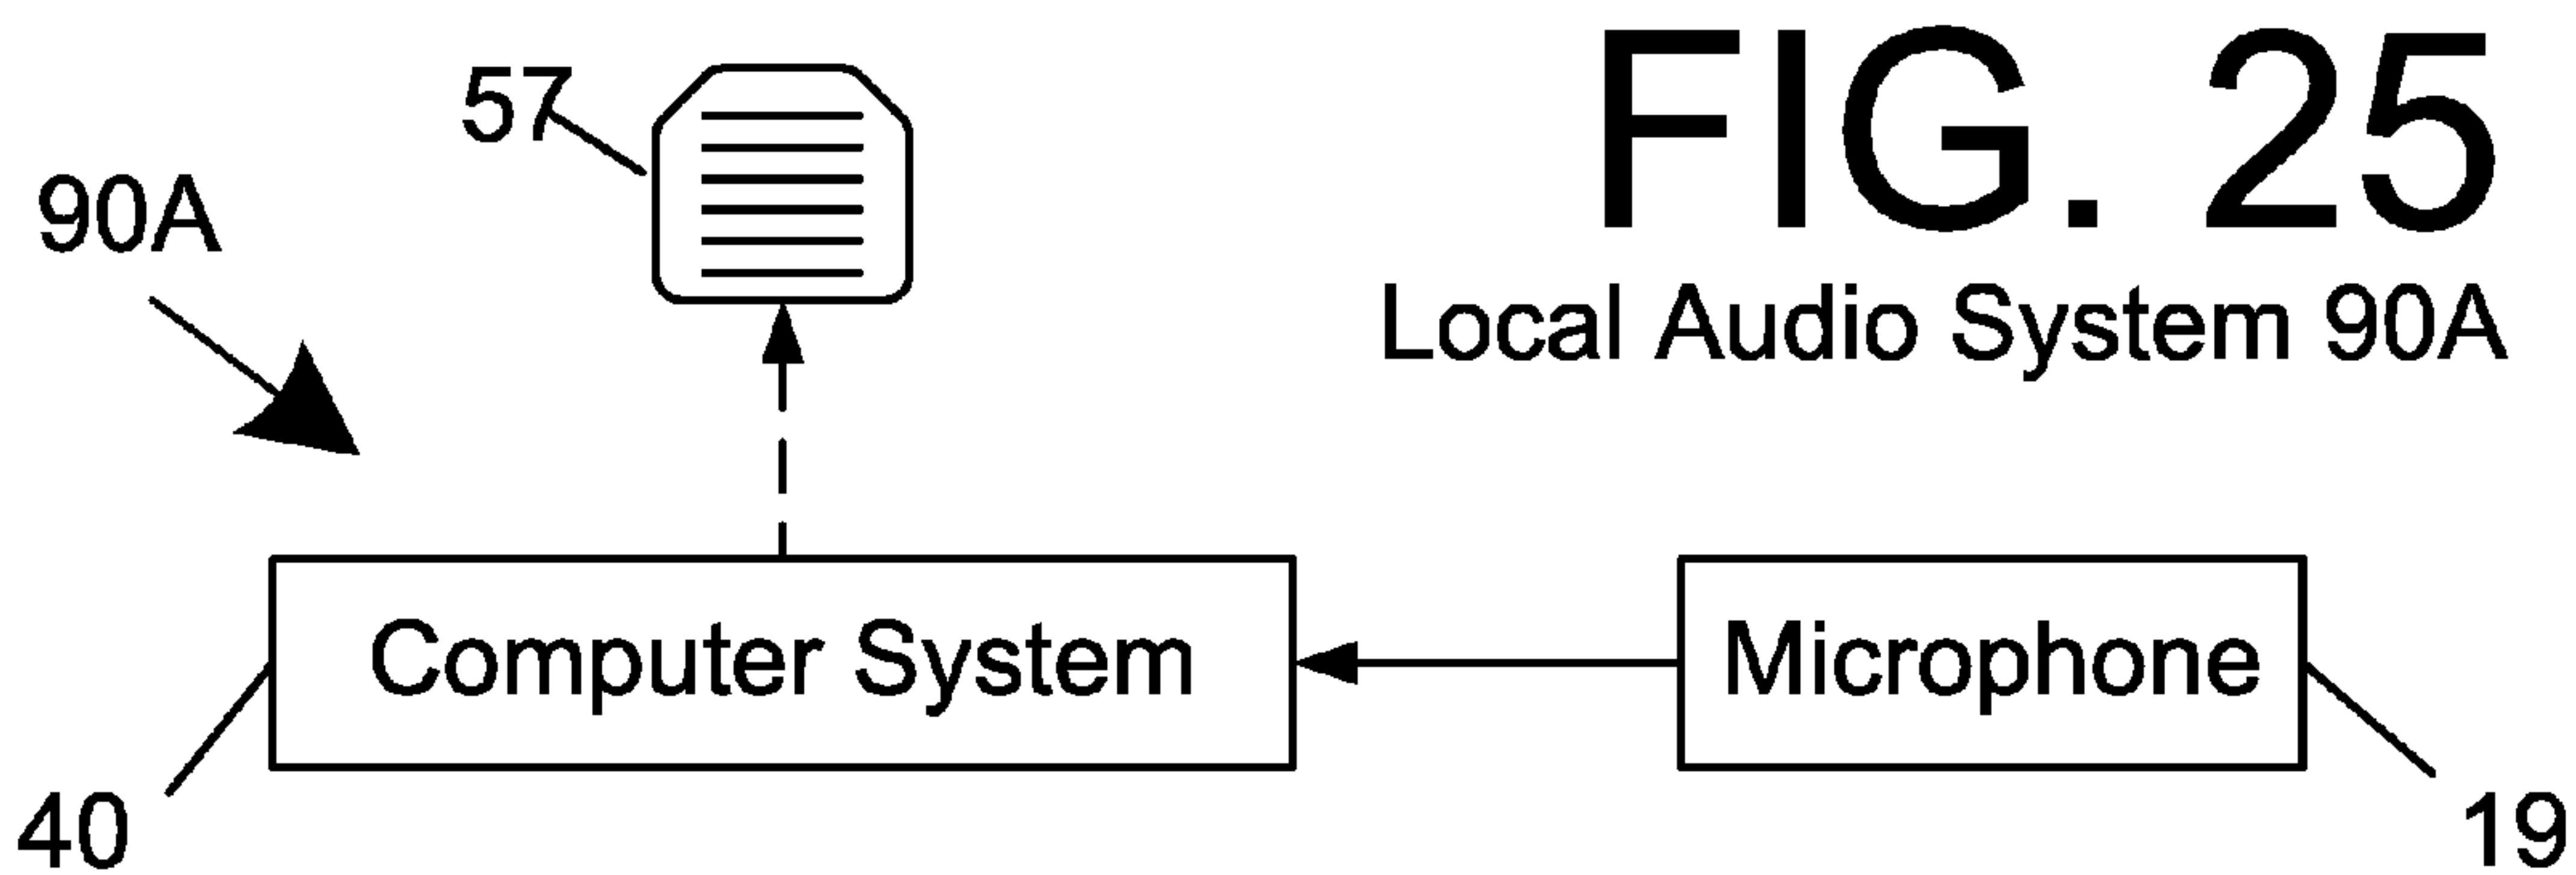 FIG. 25
Local Audio System 90A
57
90A
Computer System
Microphone
40
19